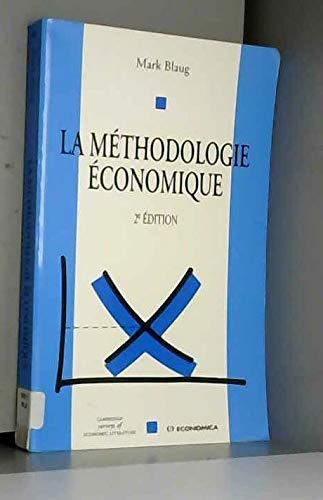 Mark Blaug
LA MÉTHODOLOGIE
ÉCONOMIQUE
2e ÉDITION
CAMBRIDGE
surveys of
ECONOMIC LITERATURE
ECONOMICA